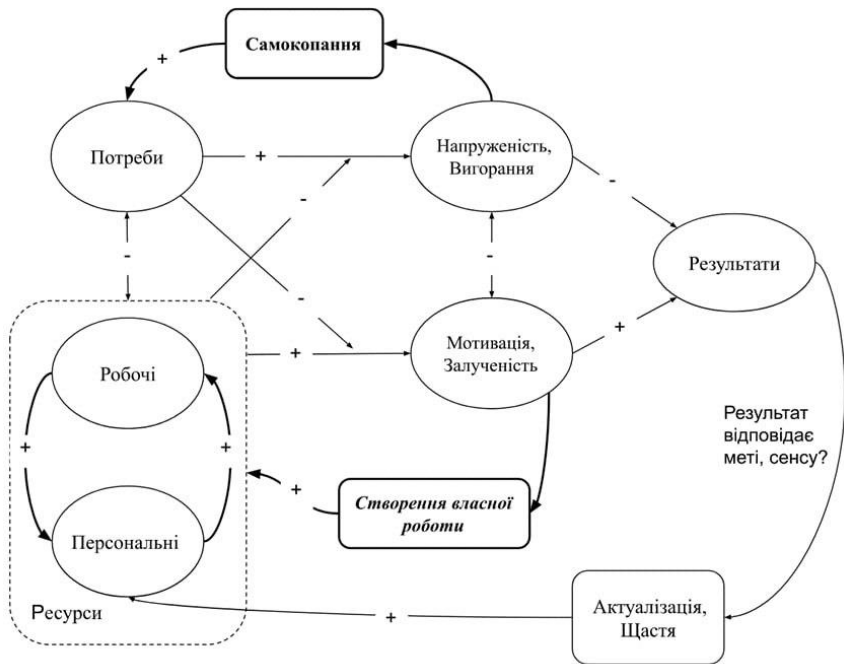 Самокопання
+
Потреби
+
Напруженість,
Вигорання
-
-
-
-
Результати
-
Робочі
+
Мотивація,
Залученість
+
+
+
Результат
відповідає
меті, сенсу?
+
Створення власної
роботи
Персональні
Ресурси
+
Актуалізація,
Щастя